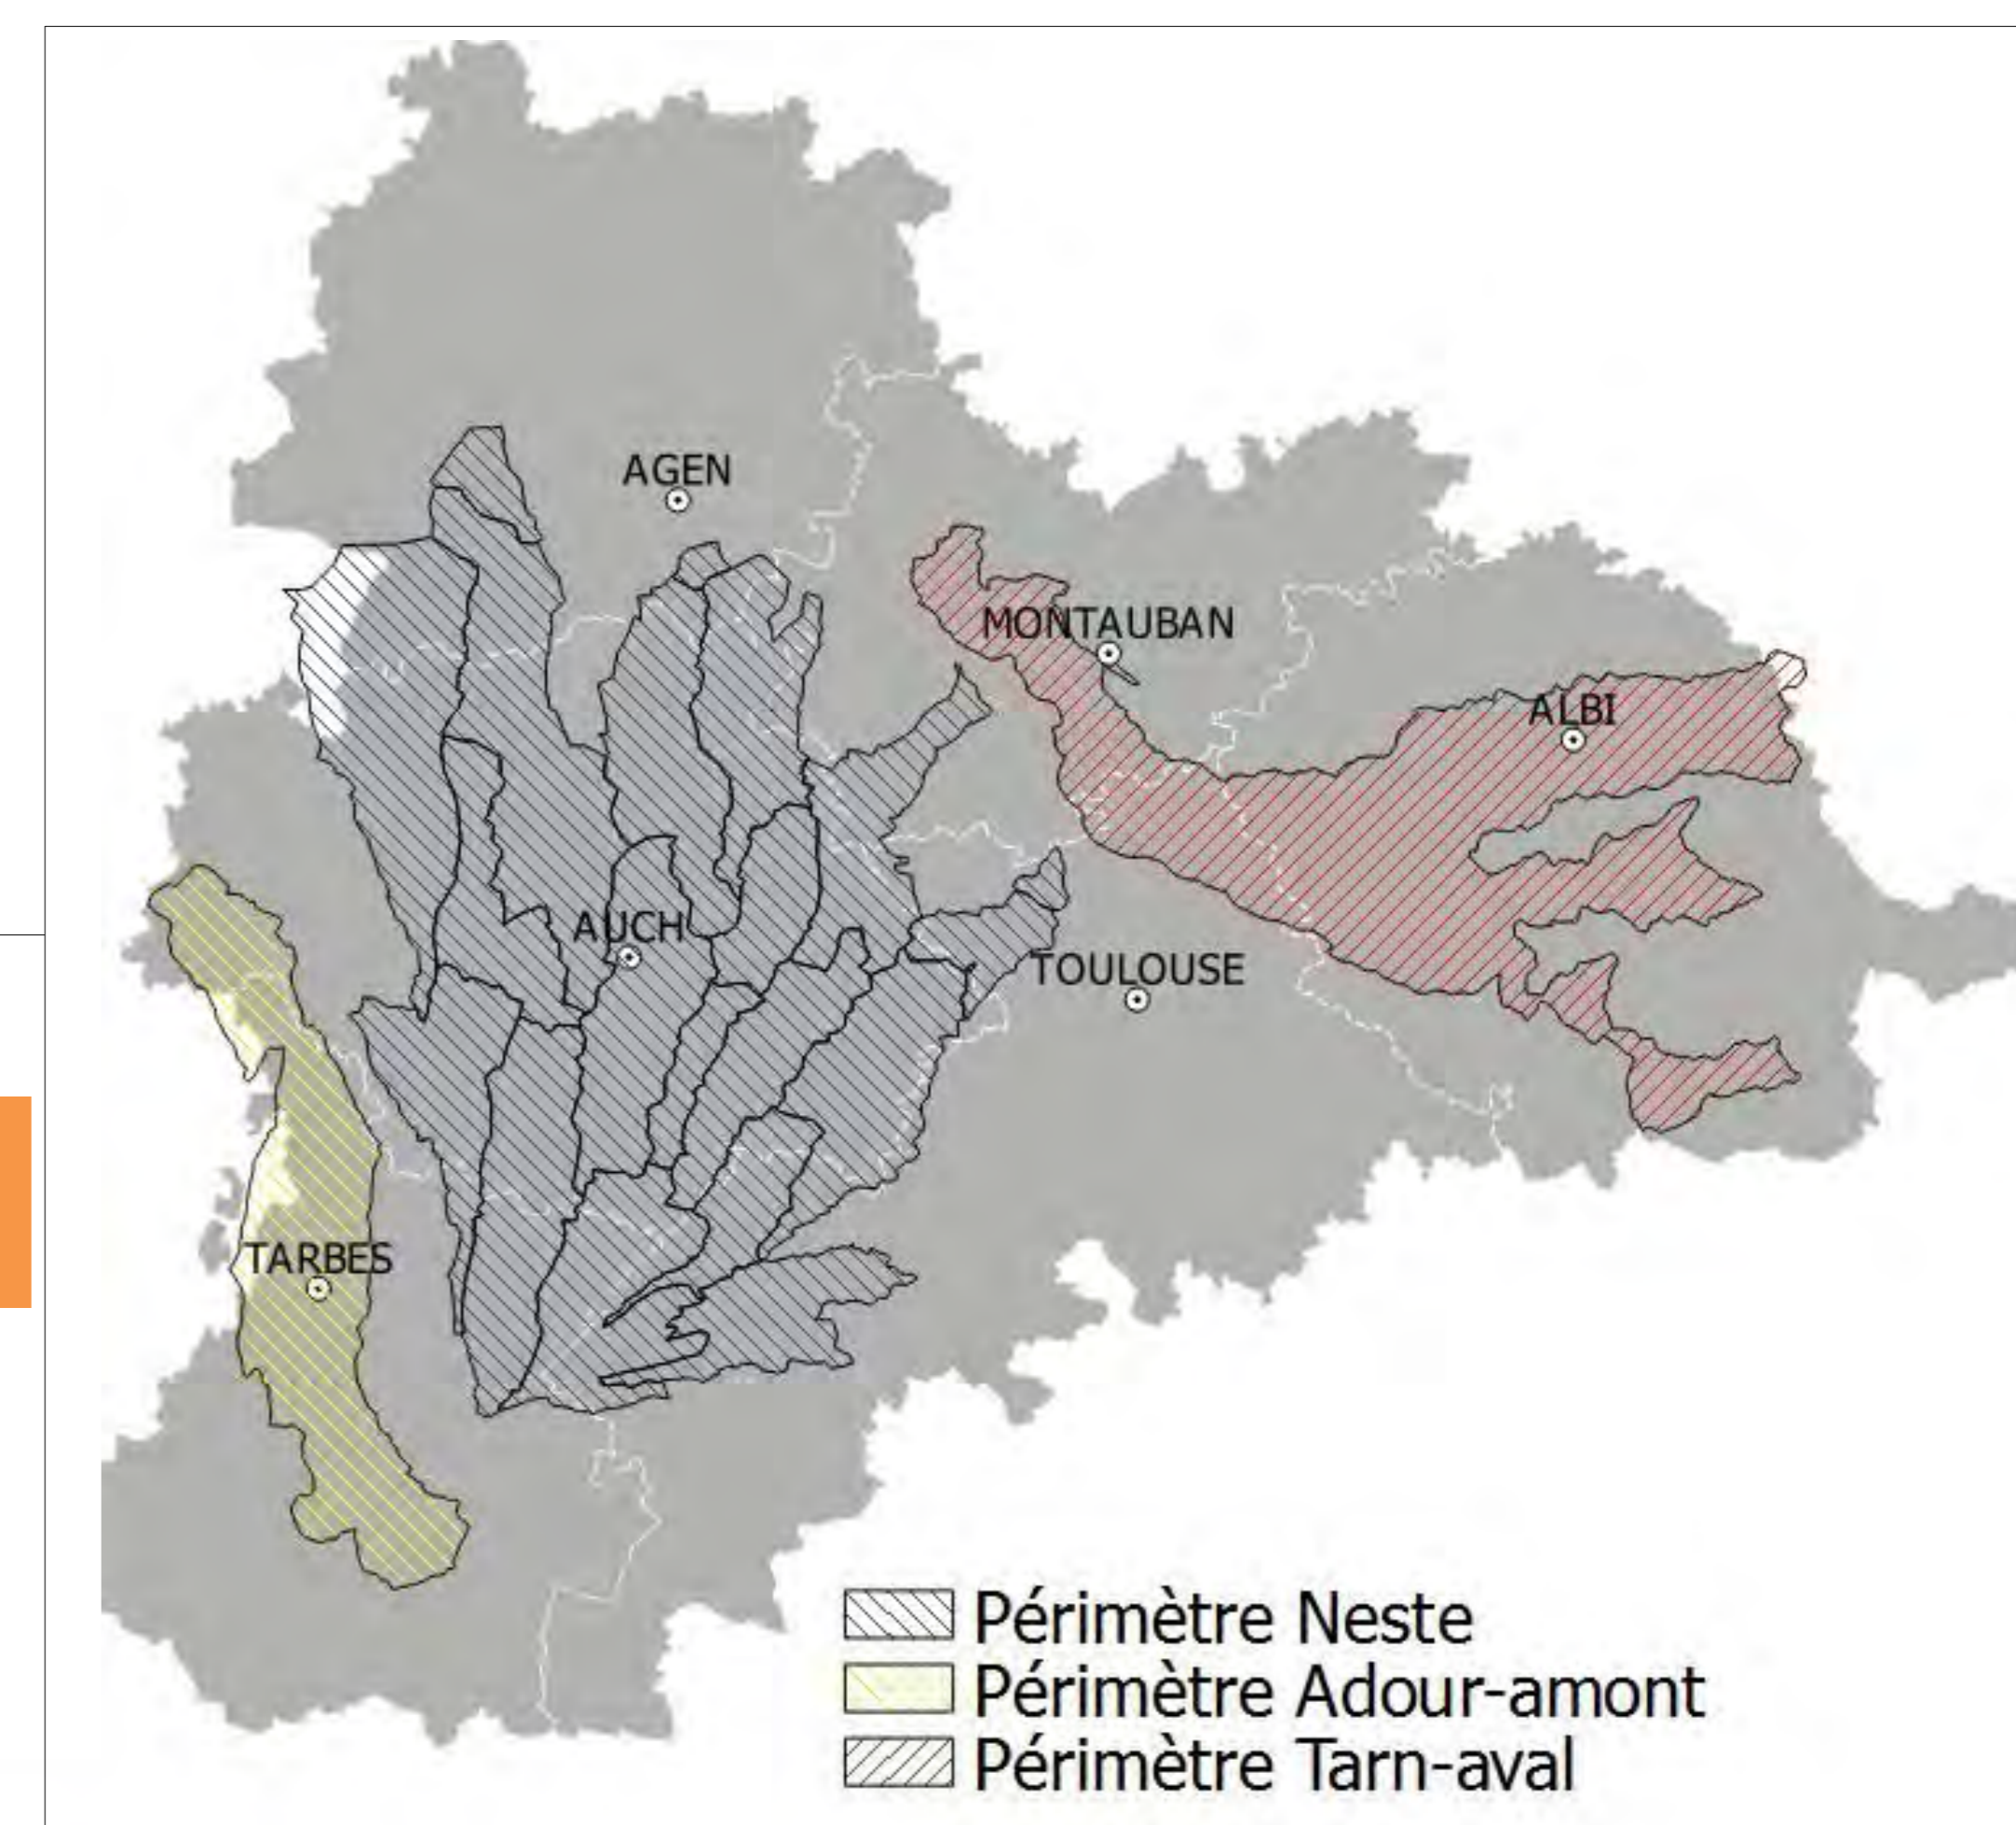 AGEN
MONTAUBAN
ALBI
AUCH
TOULOUSE
TARBES
Périmètre Neste
Périmètre Adour-amont
Périmètre Tarn-aval